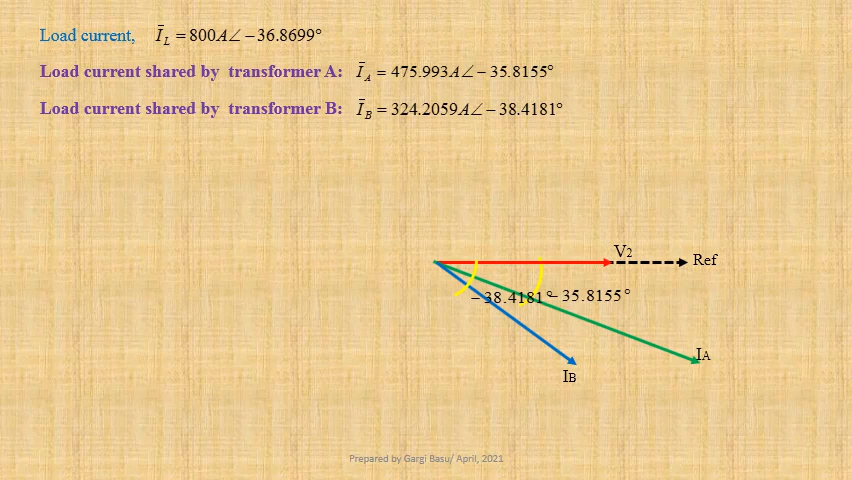 Load current, Ī_L = 800A∠−36.8699°
Load current shared by transformer A: Ī_A = 475.993A∠−35.8155°
Load current shared by transformer B: Ī_B = 324.2059A∠−38.4181°
V2
Ref
−38.4181° −35.8155°
IA
IB
Prepared by Gargi Basu/ April, 2021